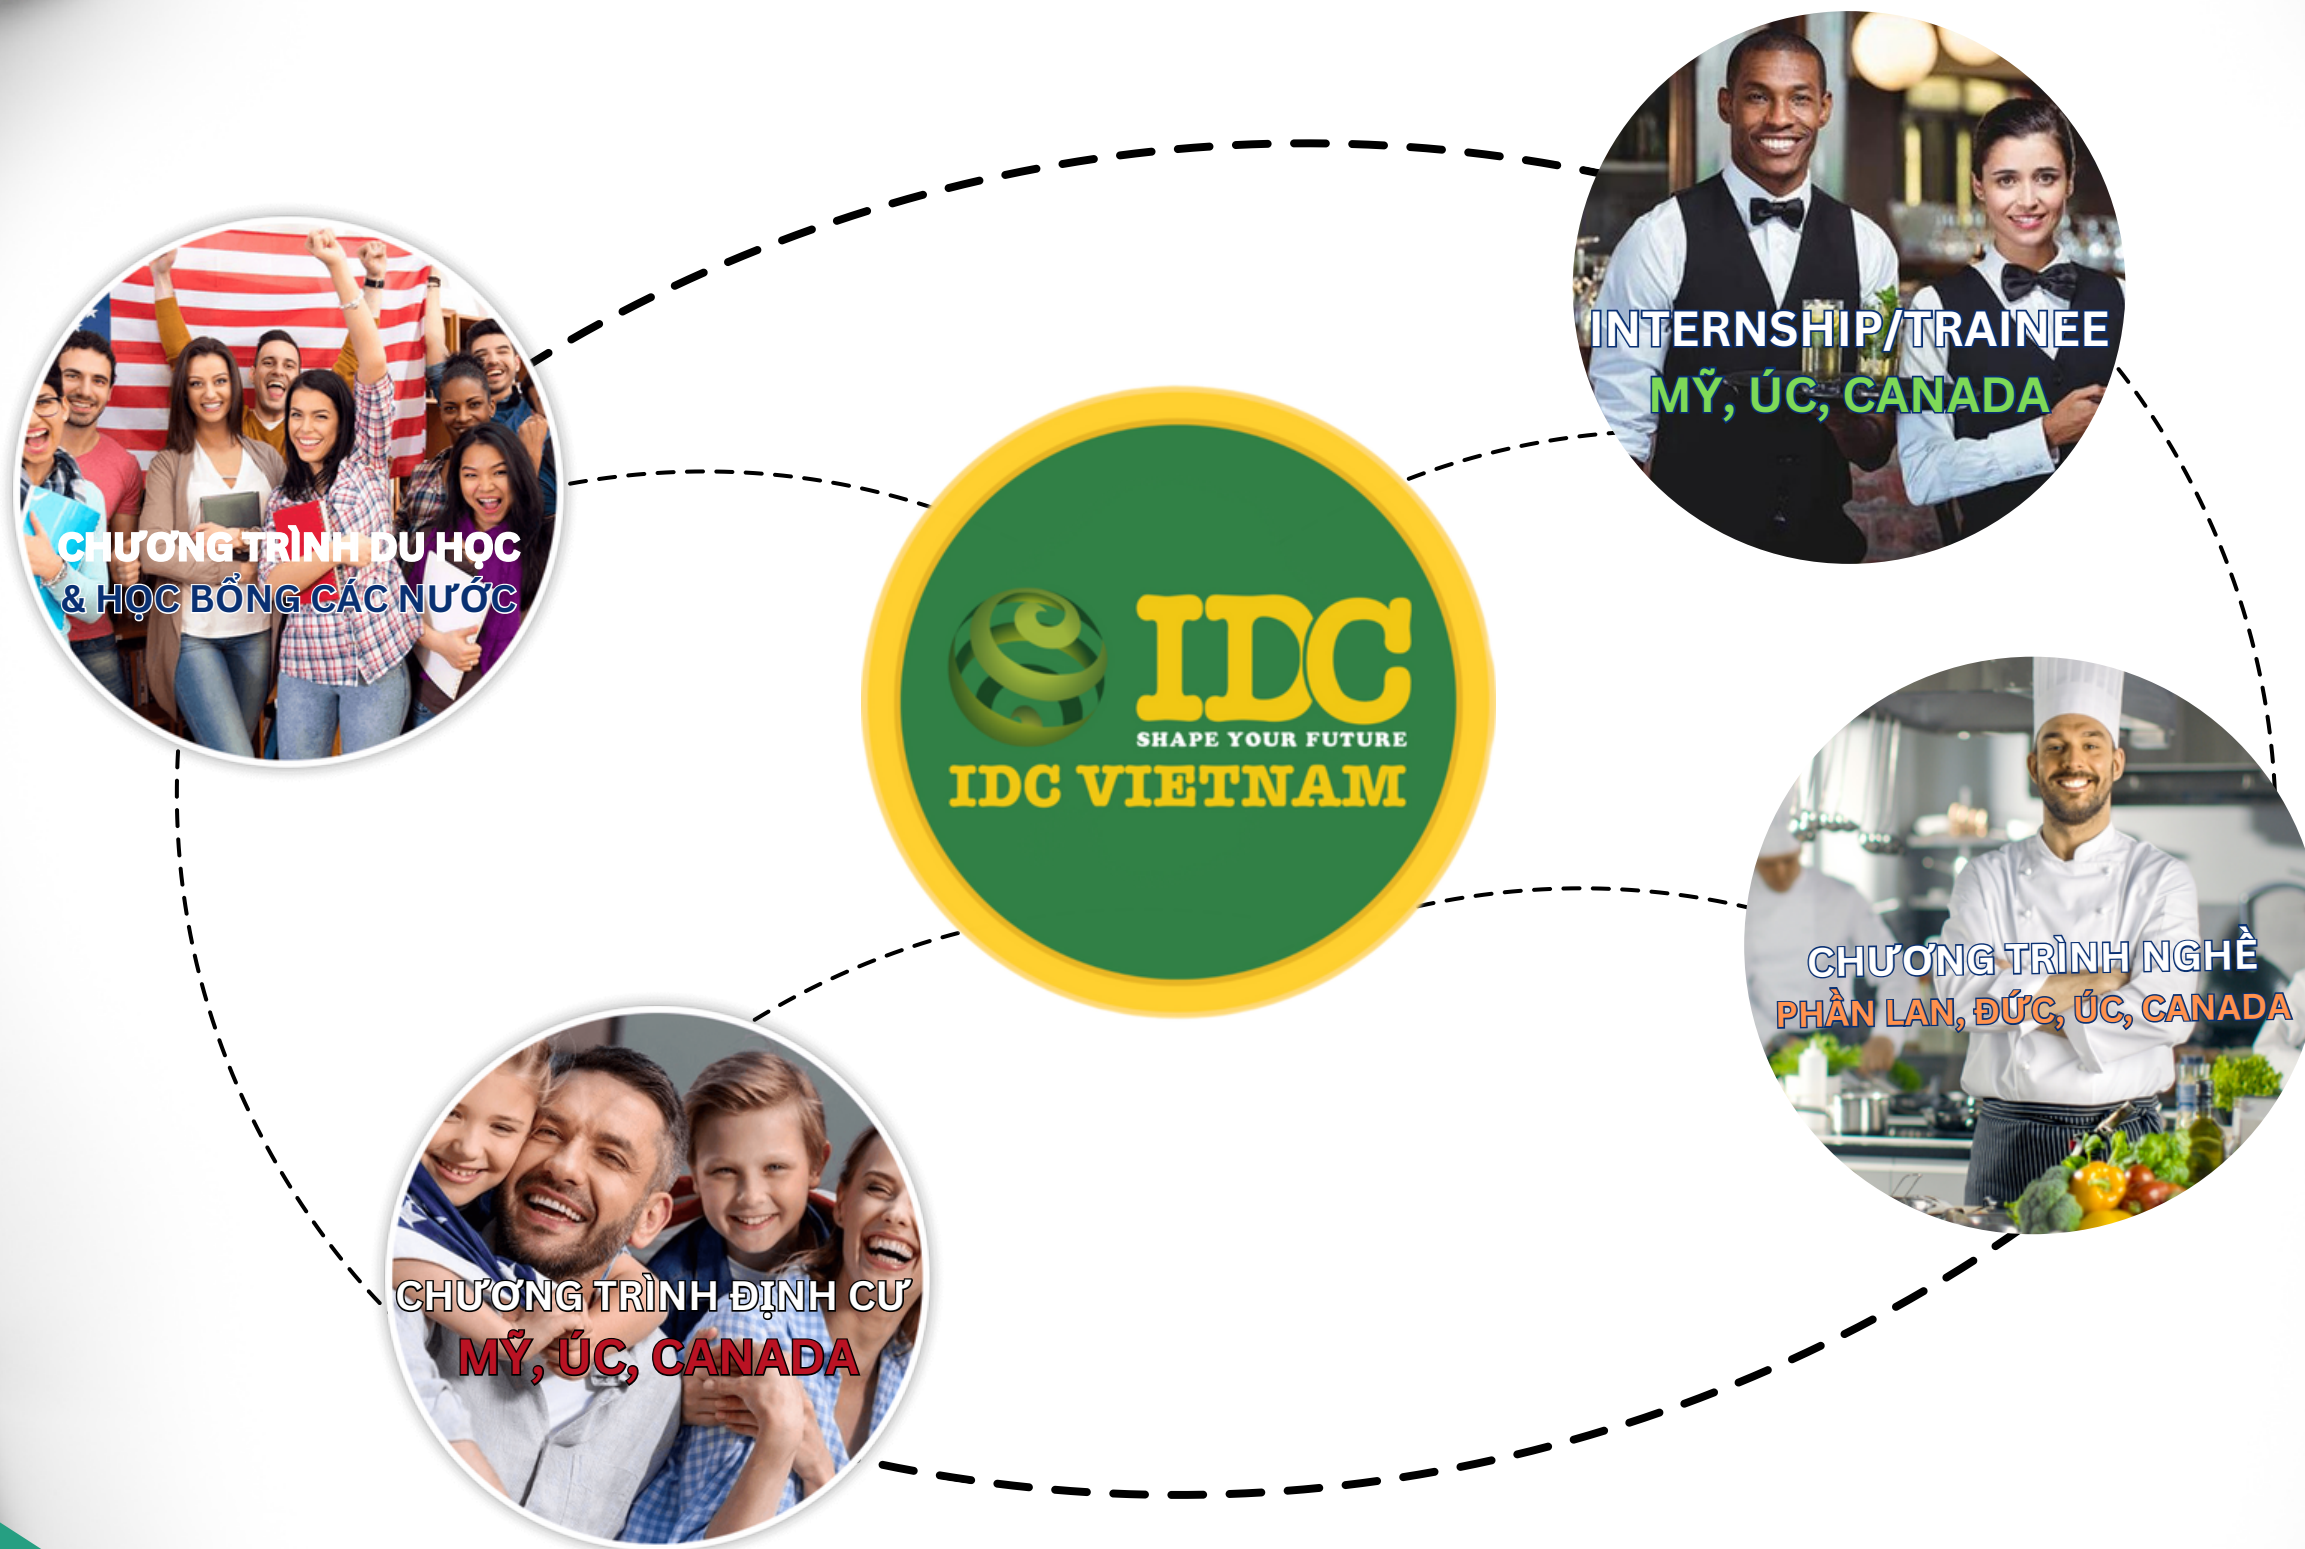 INTERNSHIP/TRAINEE
MỸ, ÚC, CANADA
CHƯƠNG TRÌNH DU HỌC
& HỌC BỔNG CÁC NƯỚC
IDC
SHAPE YOUR FUTURE
IDC VIETNAM
CHƯƠNG TRÌNH NGHỀ
PHẦN LAN, ĐỨC, ÚC, CANADA
CHƯƠNG TRÌNH ĐỊNH CƯ
MỸ, ÚC, CANADA